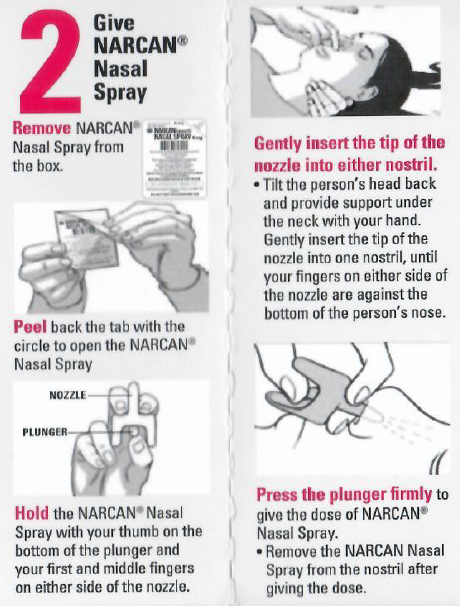 2
Give
NARCAN®
Nasal
Spray
Remove NARCAN®
Nasal Spray from
the box.
NARCAN
NASAL SPRAY 4mg
Peel back the tab with the
circle to open the NARCAN®
Nasal Spray
NOZZLE
PLUNGER
Hold the NARCAN® Nasal
Spray with your thumb on the
bottom of the plunger and
your first and middle fingers
on either side of the nozzle.
Gently insert the tip of the
nozzle into either nostril.
• Tilt the person's head back
and provide support under
the neck with your hand.
Gently insert the tip of the
nozzle into one nostril, until
your fingers on either side of
the nozzle are against the
bottom of the person's nose.
Press the plunger firmly to
give the dose of NARCAN®
Nasal Spray.
• Remove the NARCAN Nasal
Spray from the nostril after
giving the dose.